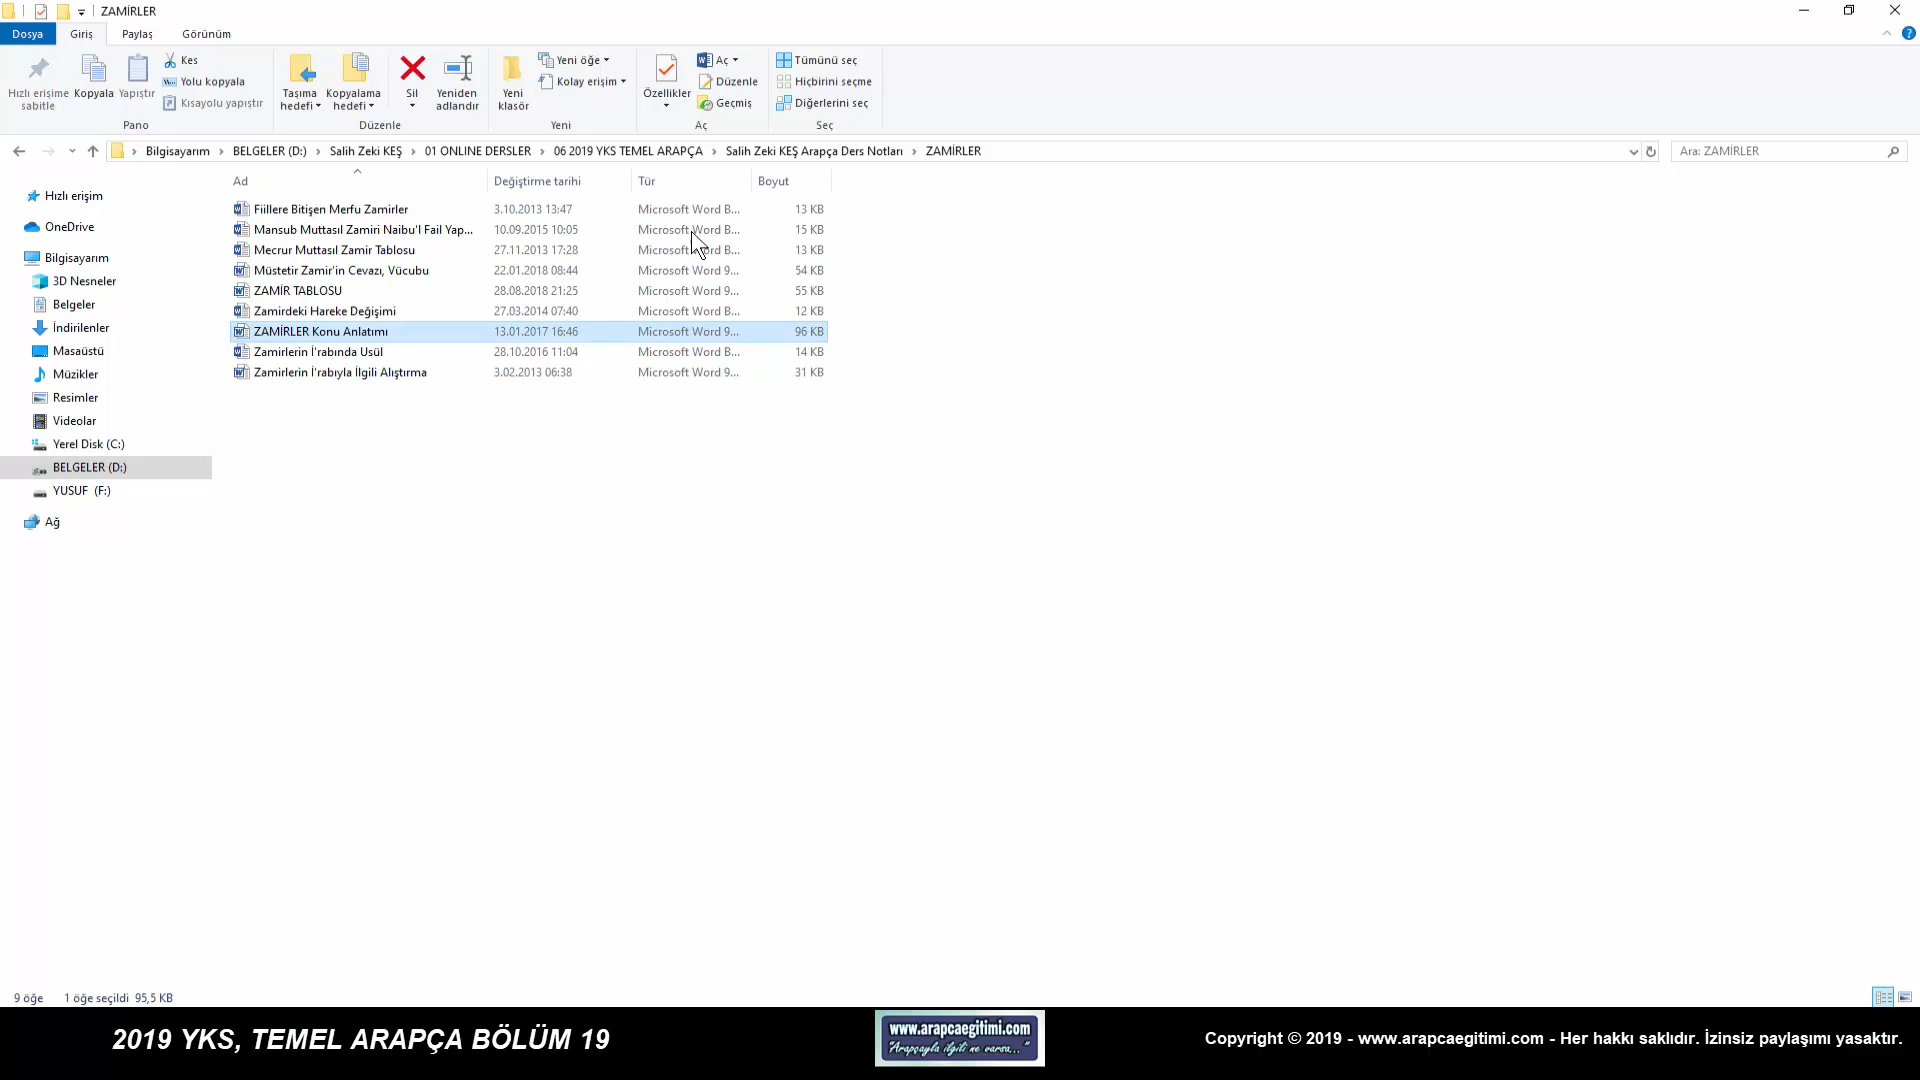 ZAMİRLER
Dosya Giriş Paylaş Görünüm
Hızlı erişime sabitle
Kopyala
Yapıştır
Kes
Yolu kopyala
Kısayolu yapıştır
Pano
Taşıma hedefi
Kopyalama hedefi
Sil
Yeniden adlandır
Düzenle
Yeni klasör
Yeni öğe
Kolay erişim
Yeni
Özellikler
Aç
Düzenle
Geçmiş
Aç
Tümünü seç
Hiçbirini seçme
Diğerlerini seç
Seç
Bilgisayarım › BELGELER (D:) › Salih Zeki KEŞ › 01 ONLINE DERSLER › 06 2019 YKS TEMEL ARAPÇA › Salih Zeki KEŞ Arapça Ders Notları › ZAMİRLER
Ara: ZAMİRLER
Hızlı erişim
OneDrive
Bilgisayarım
3D Nesneler
Belgeler
İndirilenler
Masaüstü
Müzikler
Resimler
Videolar
Yerel Disk (C:)
BELGELER (D:)
YUSUF (F:)
Ağ
Ad Değiştirme tarihi Tür Boyut
Fiillere Bitişen Merfu Zamirler 3.10.2013 13:47 Microsoft Word B... 13 KB
Mansub Muttasıl Zamiri Naibu'l Fail Yap... 10.09.2015 10:05 Microsoft Word B... 15 KB
Mecrur Muttasıl Zamir Tablosu 27.11.2013 17:28 Microsoft Word B... 13 KB
Müstetir Zamir'in Cevazı, Vücubu 22.01.2018 08:44 Microsoft Word 9... 54 KB
ZAMİR TABLOSU 28.08.2018 21:25 Microsoft Word 9... 55 KB
Zamirdeki Hareke Değişimi 27.03.2014 07:40 Microsoft Word B... 12 KB
ZAMİRLER Konu Anlatımı 13.01.2017 16:46 Microsoft Word 9... 96 KB
Zamirlerin İ'rabında Usül 28.10.2016 11:04 Microsoft Word B... 14 KB
Zamirlerin İ'rabıyla İlgili Alıştırma 3.02.2013 06:38 Microsoft Word 9... 31 KB
9 öğe 1 öğe seçildi 95,5 KB
2019 YKS, TEMEL ARAPÇA BÖLÜM 19
www.arapcaegitimi.com
"Arapçayla ilgili ne varsa..."
Copyright © 2019 - www.arapcaegitimi.com - Her hakkı saklıdır. İzinsiz paylaşımı yasaktır.